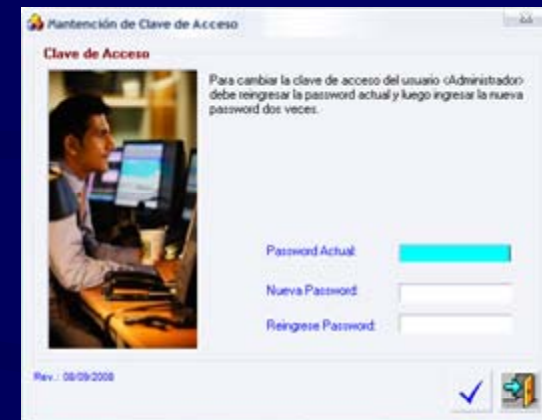 Mantención de Clave de Acceso
Clave de Acceso
Para cambiar la clave de acceso del usuario <Administrador>
debe reingresar la password actual y luego ingresar la nueva
password dos veces.
Password Actual:
Nueva Password:
Reingrese Password:
Rev.: 08/09/2008